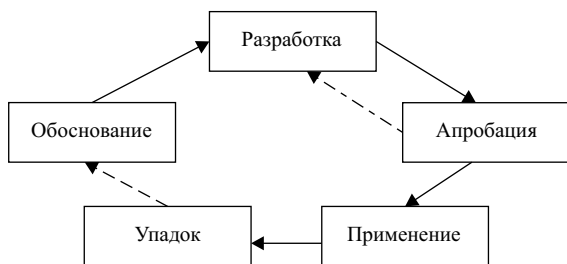 Разработка
Обоснование
Апробация
Упадок
Применение